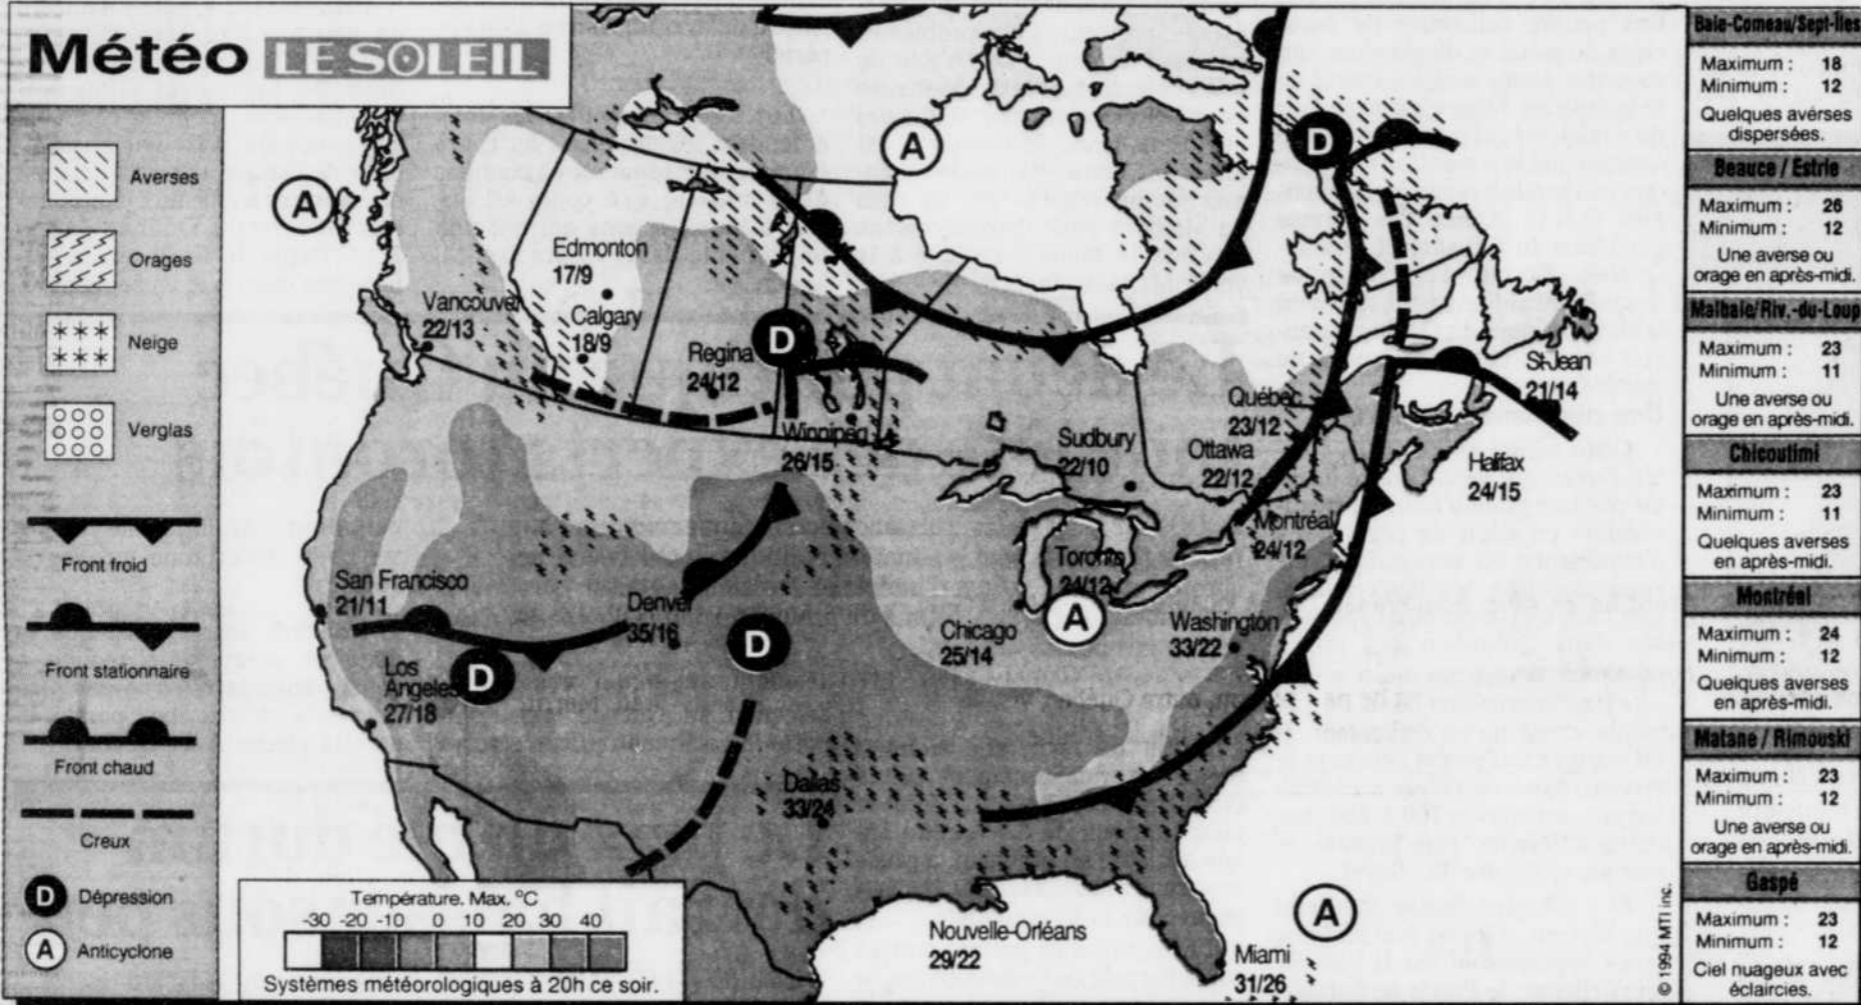 Météo LE SOLEIL
Averses
Orages
Neige
Verglas
Front froid
Front stationnaire
Front chaud
Creux
D Dépression
A Anticyclone
Température. Max. °C
-30 -20 -10 0 10 20 30 40
Systèmes météorologiques à 20h ce soir.
A
A
D
Edmonton
17/9
Vancouver
22/13
Calgary
18/9
Regina
24/12
D
Winnipeg
26/15
Sudbury
22/10
Québec
23/12
Ottawa
22/12
Montréal
24/12
St-Jean
21/14
Halifax
24/15
Toronto
24/12
A
San Francisco
21/11
Denver
35/16
D
D
Los
Angeles
27/18
Chicago
25/14
Washington
33/22
Dallas
33/24
Nouvelle-Orléans
29/22
A
Miami
31/26
© 1994 MTI inc.
Baie-Comeau/Sept-Îles
Maximum : 18
Minimum : 12
Quelques averses
dispersées.
Beauce / Estrie
Maximum : 26
Minimum : 12
Une averse ou
orage en après-midi.
Malbaie/Riv.-du-Loup
Maximum : 23
Minimum : 11
Une averse ou
orage en après-midi.
Chicoutimi
Maximum : 23
Minimum : 11
Quelques averses
en après-midi.
Montréal
Maximum : 24
Minimum : 12
Quelques averses
en après-midi.
Matane / Rimouski
Maximum : 23
Minimum : 12
Une averse ou
orage en après-midi.
Gaspé
Maximum : 23
Minimum : 12
Ciel nuageux avec
éclaircies.